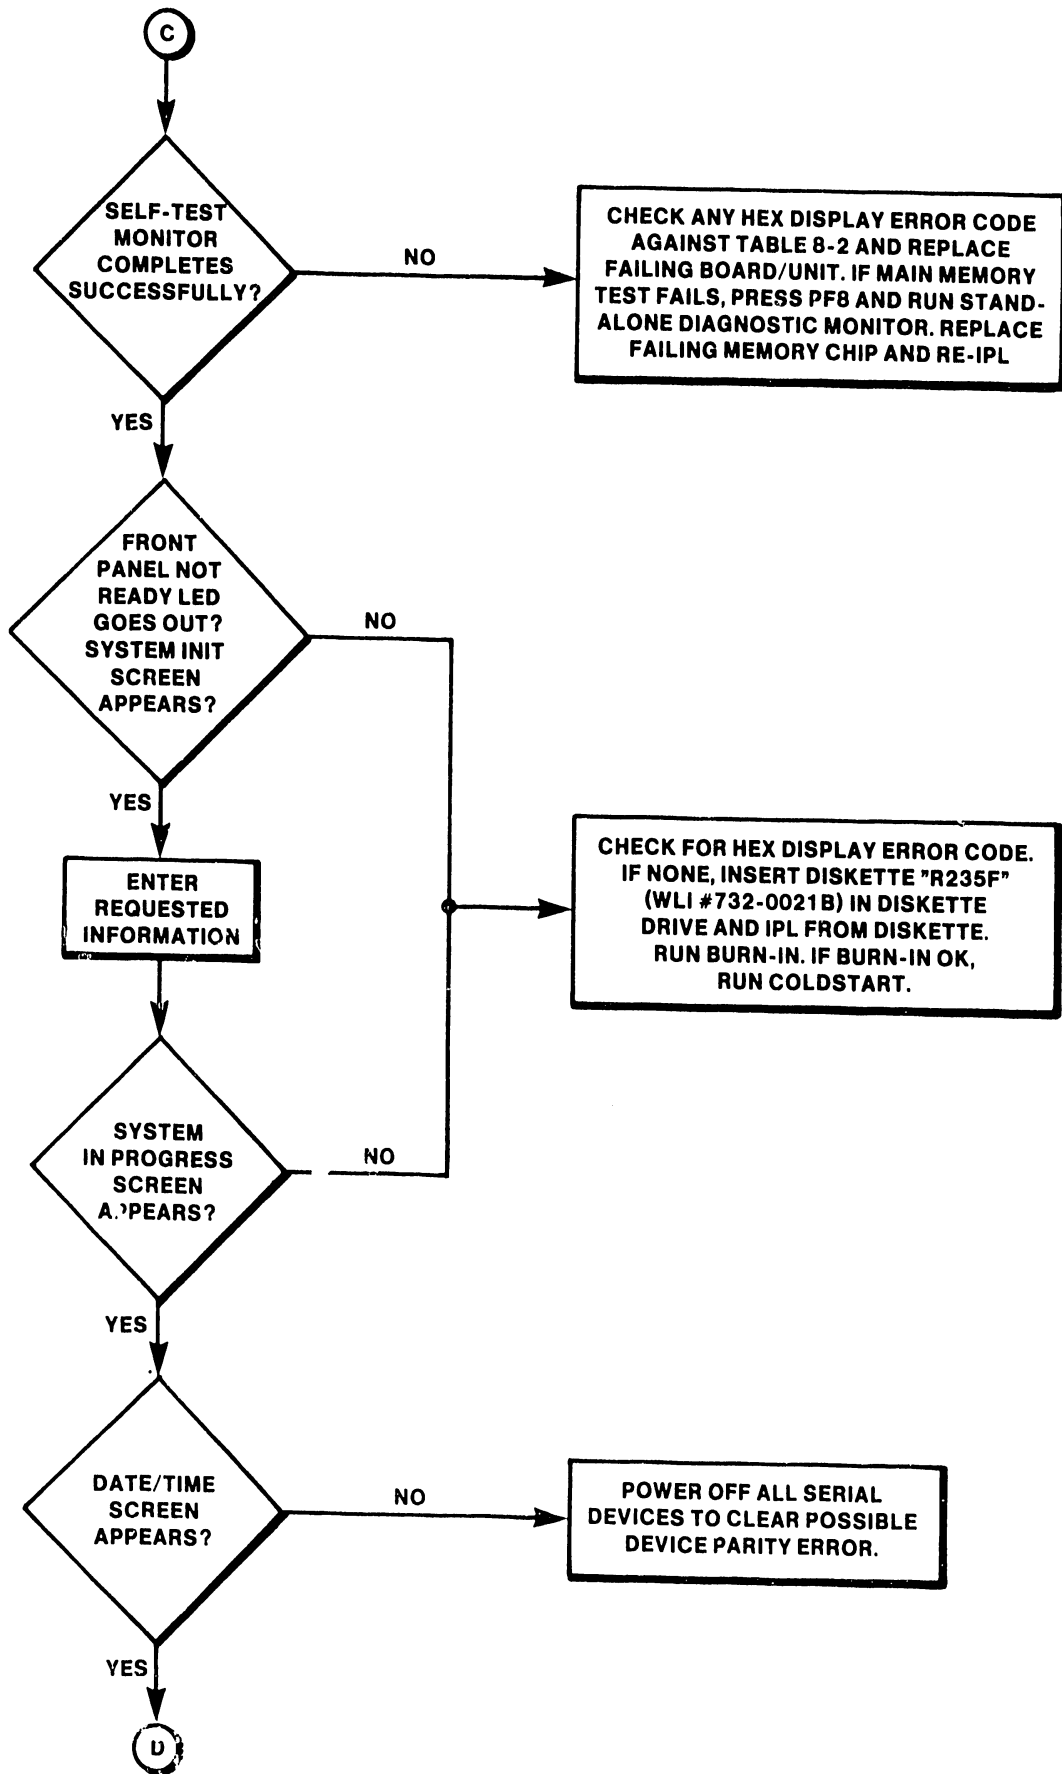 C
SELF-TEST
MONITOR
COMPLETES
SUCCESSFULLY?
NO
CHECK ANY HEX DISPLAY ERROR CODE
AGAINST TABLE 8-2 AND REPLACE
FAILING BOARD/UNIT. IF MAIN MEMORY
TEST FAILS, PRESS PF8 AND RUN STAND-
ALONE DIAGNOSTIC MONITOR. REPLACE
FAILING MEMORY CHIP AND RE-IPL
YES
FRONT
PANEL NOT
READY LED
GOES OUT?
SYSTEM INIT
SCREEN
APPEARS?
NO
YES
ENTER
REQUESTED
INFORMATION
CHECK FOR HEX DISPLAY ERROR CODE.
IF NONE, INSERT DISKETTE "R235F"
(WLI #732-0021B) IN DISKETTE
DRIVE AND IPL FROM DISKETTE.
RUN BURN-IN. IF BURN-IN OK,
RUN COLDSTART.
SYSTEM
IN PROGRESS
SCREEN
APPEARS?
NO
YES
DATE/TIME
SCREEN
APPEARS?
NO
POWER OFF ALL SERIAL
DEVICES TO CLEAR POSSIBLE
DEVICE PARITY ERROR.
YES
D